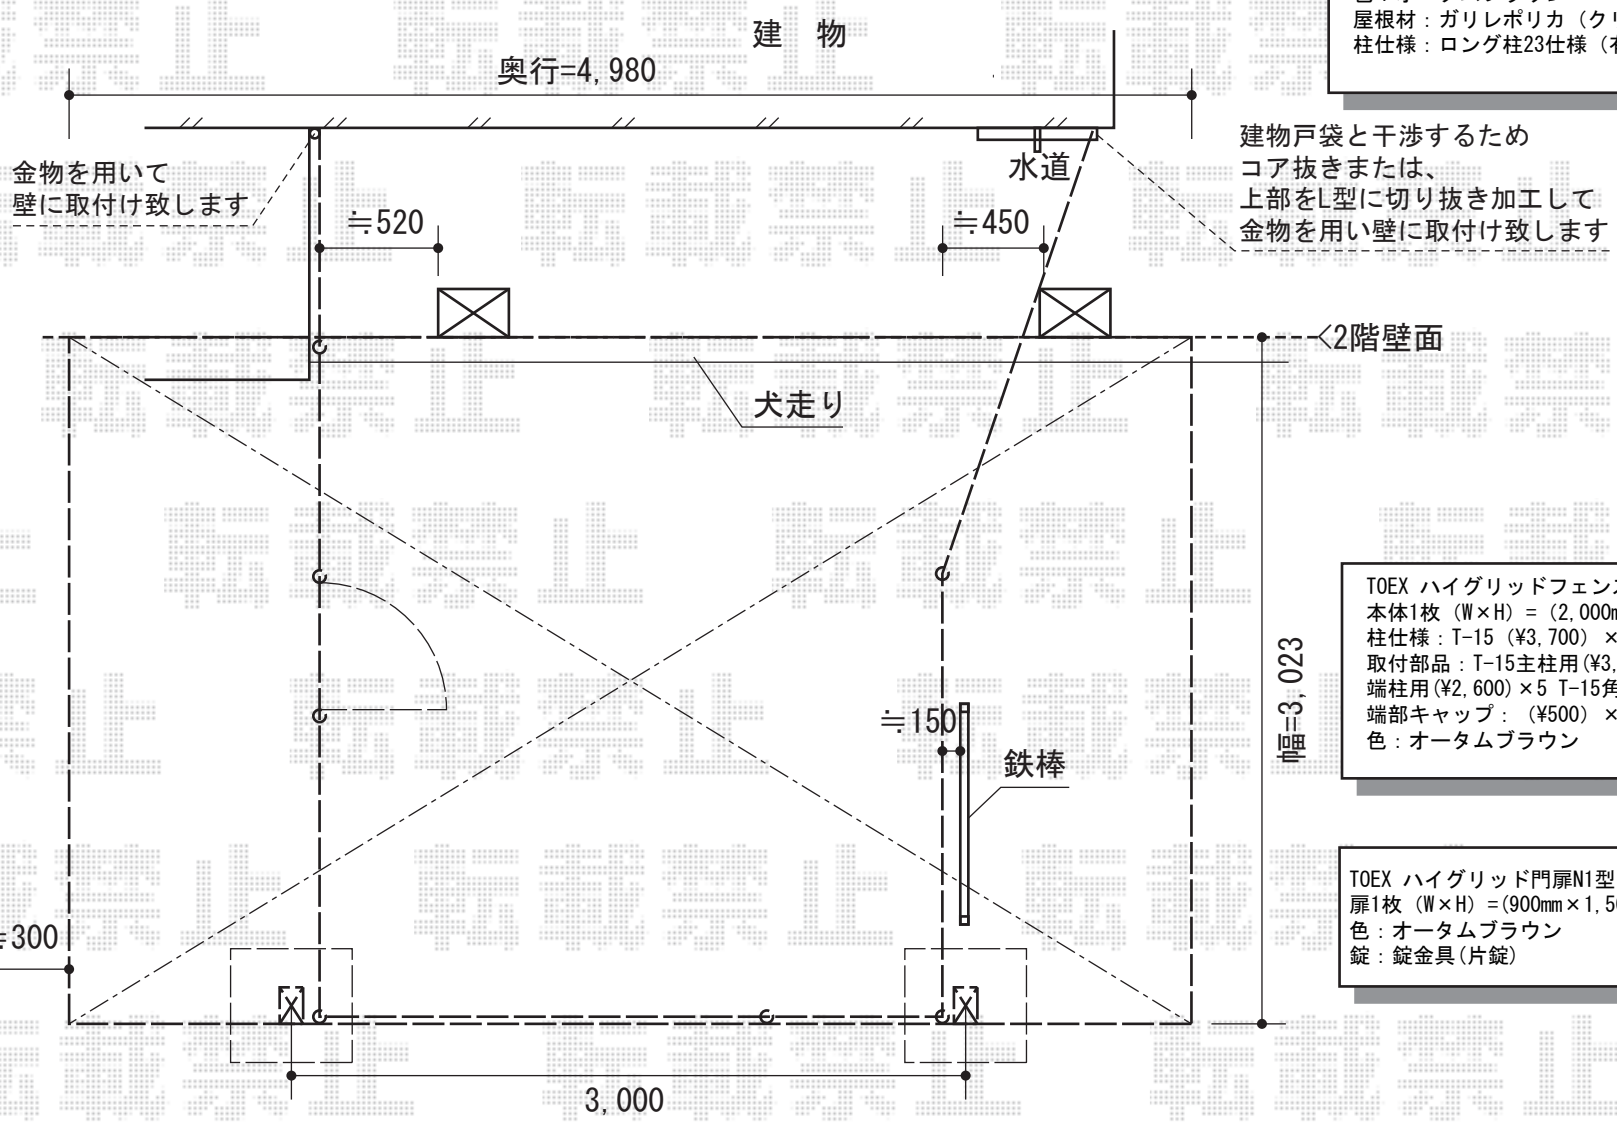 建 物
奥行=4,980
屋根材：ガリレポリカ（クリ
柱仕様：ロング柱23仕様（
金物を用いて
壁に取付け致します
≒520
水道
≒450
建物戸袋と干渉するため
コア抜きまたは、
上部をL型に切り抜き加工して
金物を用い壁に取付け致します
2階壁面
犬走り
TOEX ハイグリッドフェン
本体1枚（W×H）=（2,000m
柱仕様：T-15（¥3,700）×
取付部品：T-15主柱用(¥3,
端柱用(¥2,600)×5 T-15角
端部キャップ：（¥500）×
色：オータムブラウン
幅=3,023
≒150
鉄棒
TOEX ハイグリッド門扉N1型
扉1枚（W×H）=(900mm×1,5
色：オータムブラウン
錠：錠金具(片錠)
≒300
3,000
転載禁止